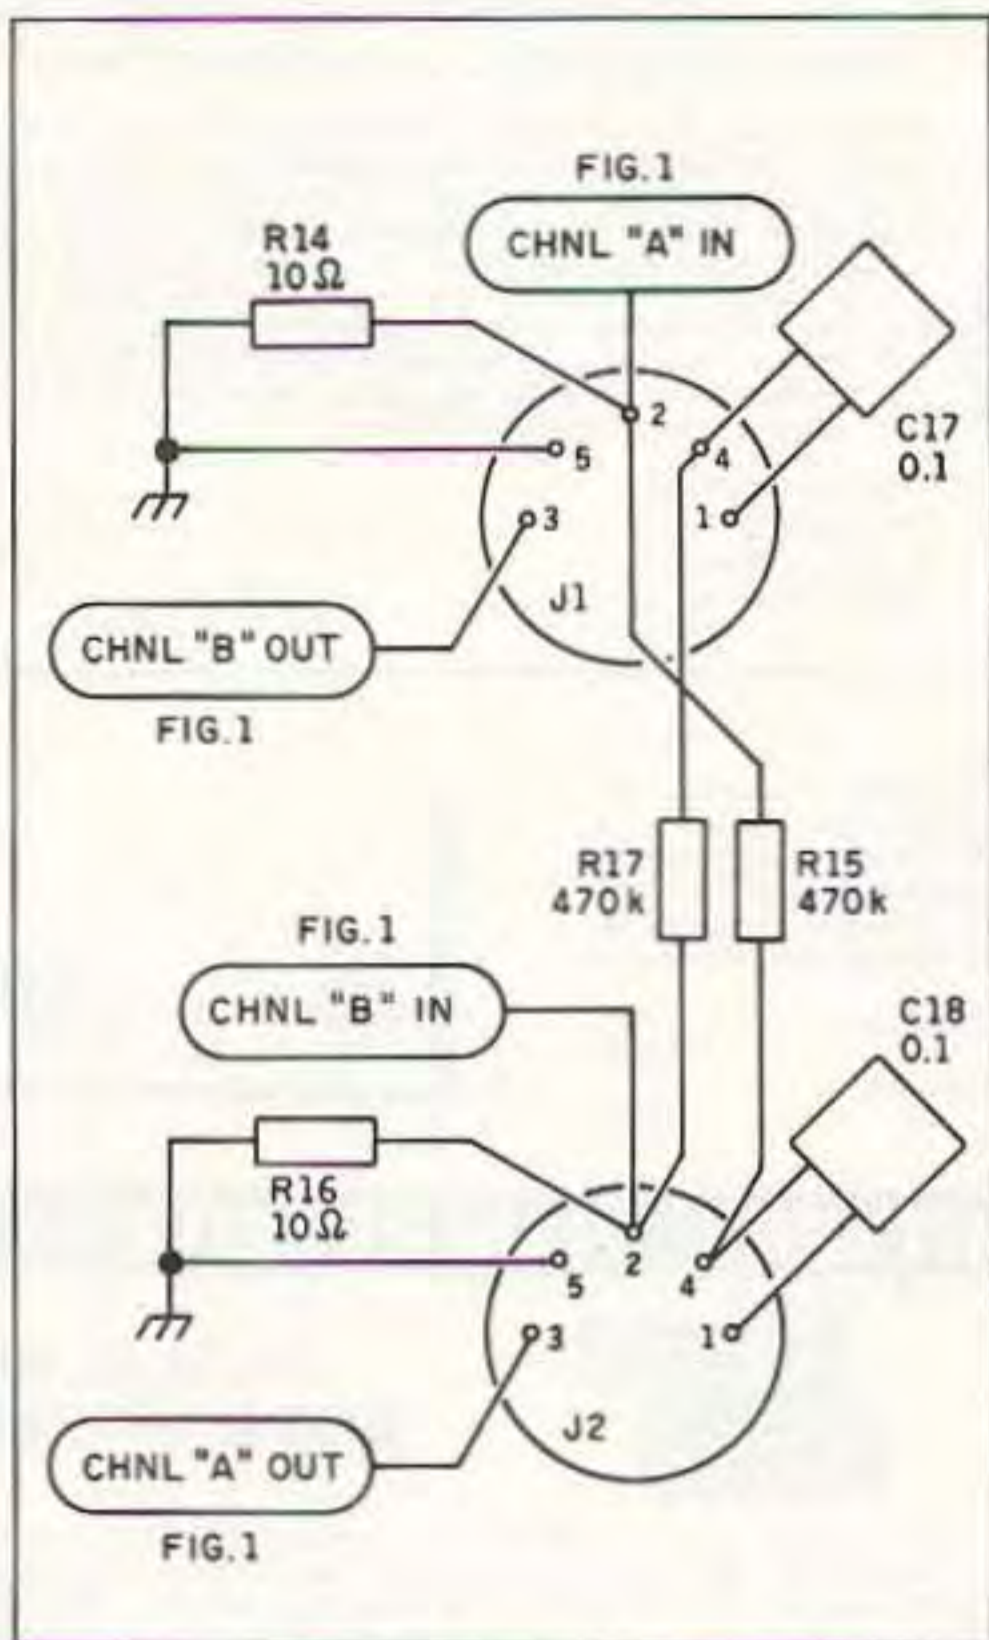 FIG. 1
CHNL "A" IN
R14
10Ω
C17
0.1
2
5
4
3
1
J1
CHNL "B" OUT
FIG. 1
R17
470k
R15
470k
FIG. 1
CHNL "B" IN
C18
0.1
R16
10Ω
5
2
4
3
1
J2
CHNL "A" OUT
FIG. 1